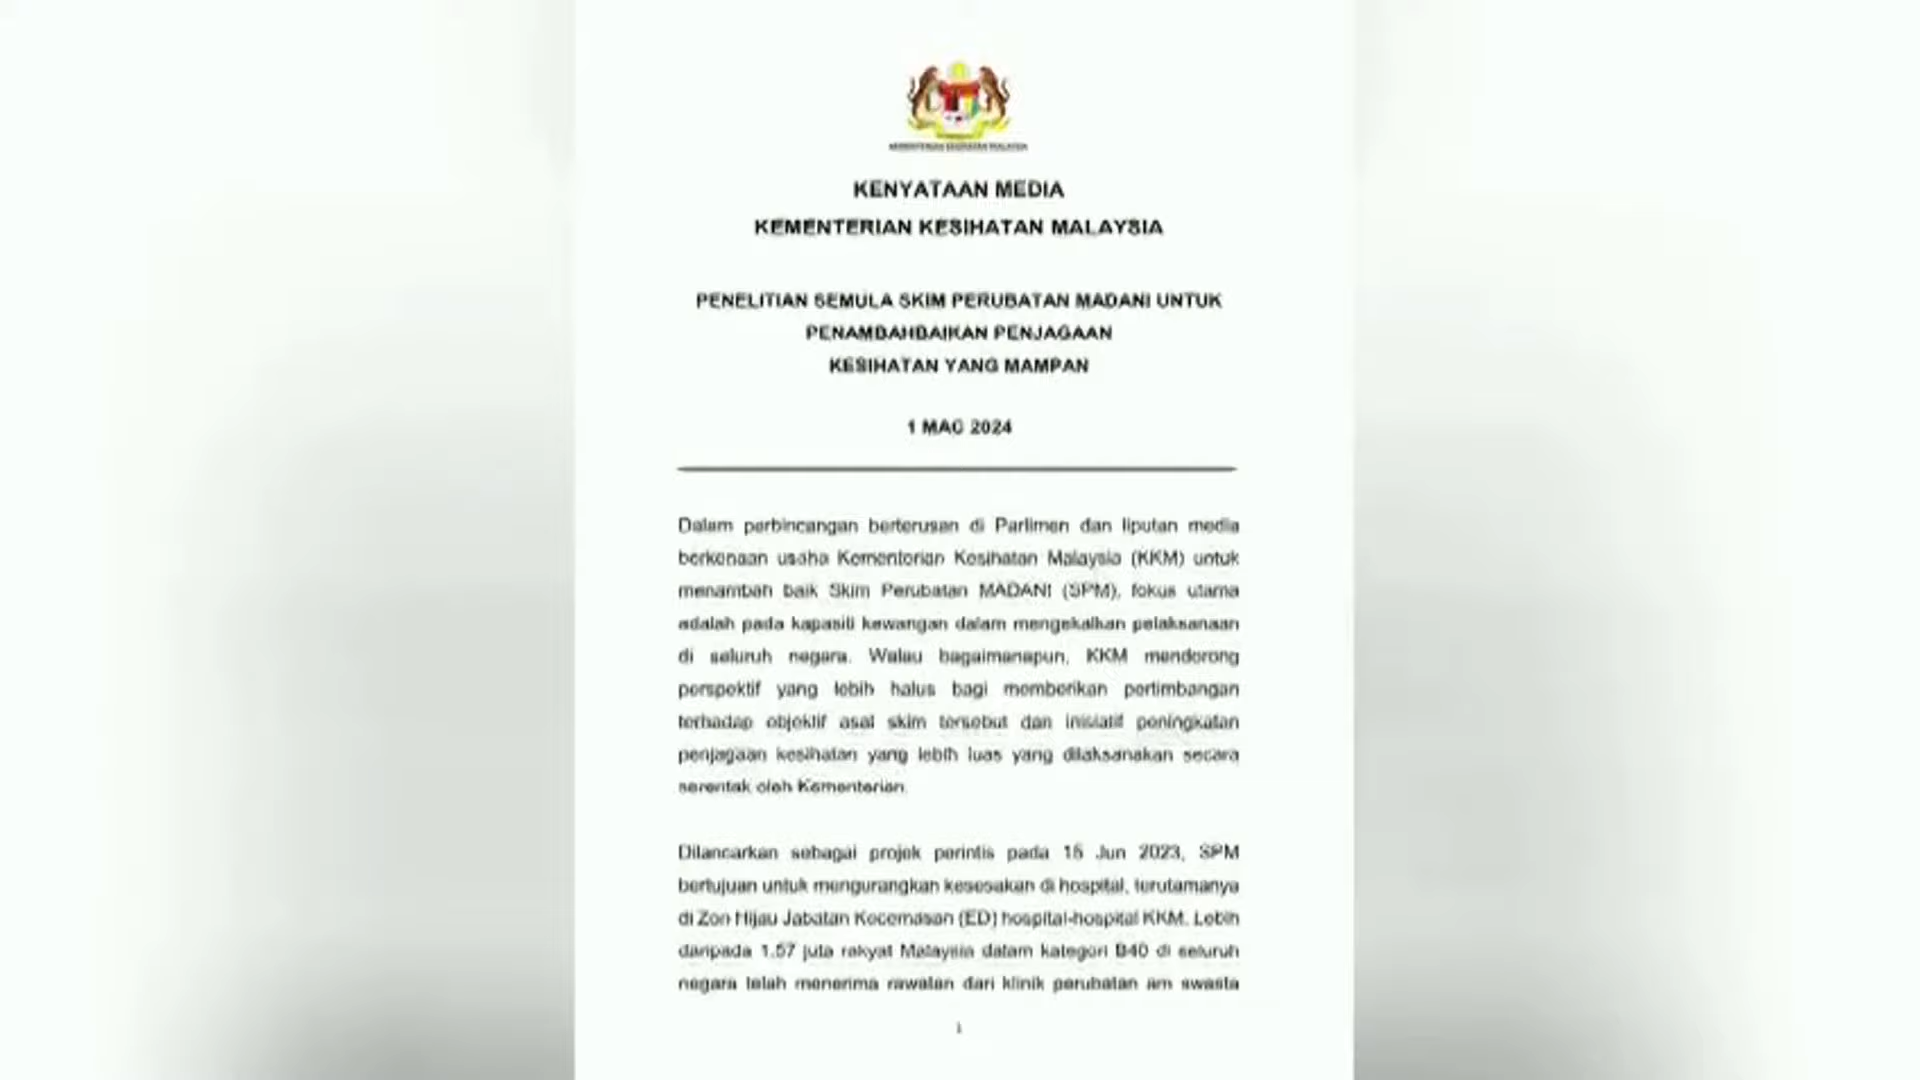 KEMENTERIAN KESIHATAN MALAYSIA
KENYATAAN MEDIA
KEMENTERIAN KESIHATAN MALAYSIA
PENELITIAN SEMULA SKIM PERUBATAN MADANI UNTUK
PENAMBAHBAIKAN PENJAGAAN
KESIHATAN YANG MAMPAN
1 MAC 2024
Dalam perbincangan berterusan di Parlimen dan liputan media
berkenaan usaha Kementerian Kesihatan Malaysia (KKM) untuk
menambah baik Skim Perubatan MADANI (SPM), fokus utama
adalah pada kapasiti kewangan dalam mengekalkan pelaksanaan
di seluruh negara. Walau bagaimanapun, KKM mendorong
perspektif yang lebih halus bagi memberikan pertimbangan
terhadap objektif asal skim tersebut dan inisiatif peningkatan
penjagaan kesihatan yang lebih luas yang dilaksanakan secara
serentak oleh Kementerian.
Dilancarkan sebagai projek perintis pada 15 Jun 2023, SPM
bertujuan untuk mengurangkan kesesakan di hospital, terutamanya
di Zon Hijau Jabatan Kecemasan (ED) hospital-hospital KKM. Lebih
daripada 1.57 juta rakyat Malaysia dalam kategori B40 di seluruh
negara telah menerima rawatan dari klinik perubatan am swasta
1